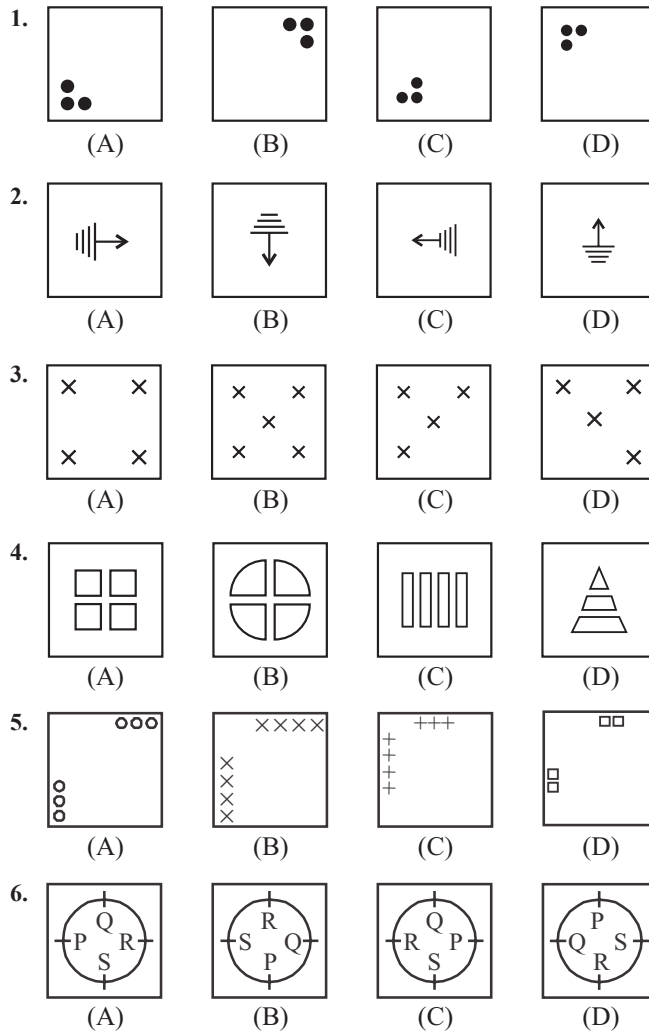 1.
(A) (B) (C) (D)
2.
(A) (B) (C) (D)
3.
(A) (B) (C) (D)
4.
(A) (B) (C) (D)
5.
(A) (B) (C) (D)
6.
Q R Q P
P R S Q R P Q S
S P S R
(A) (B) (C) (D)